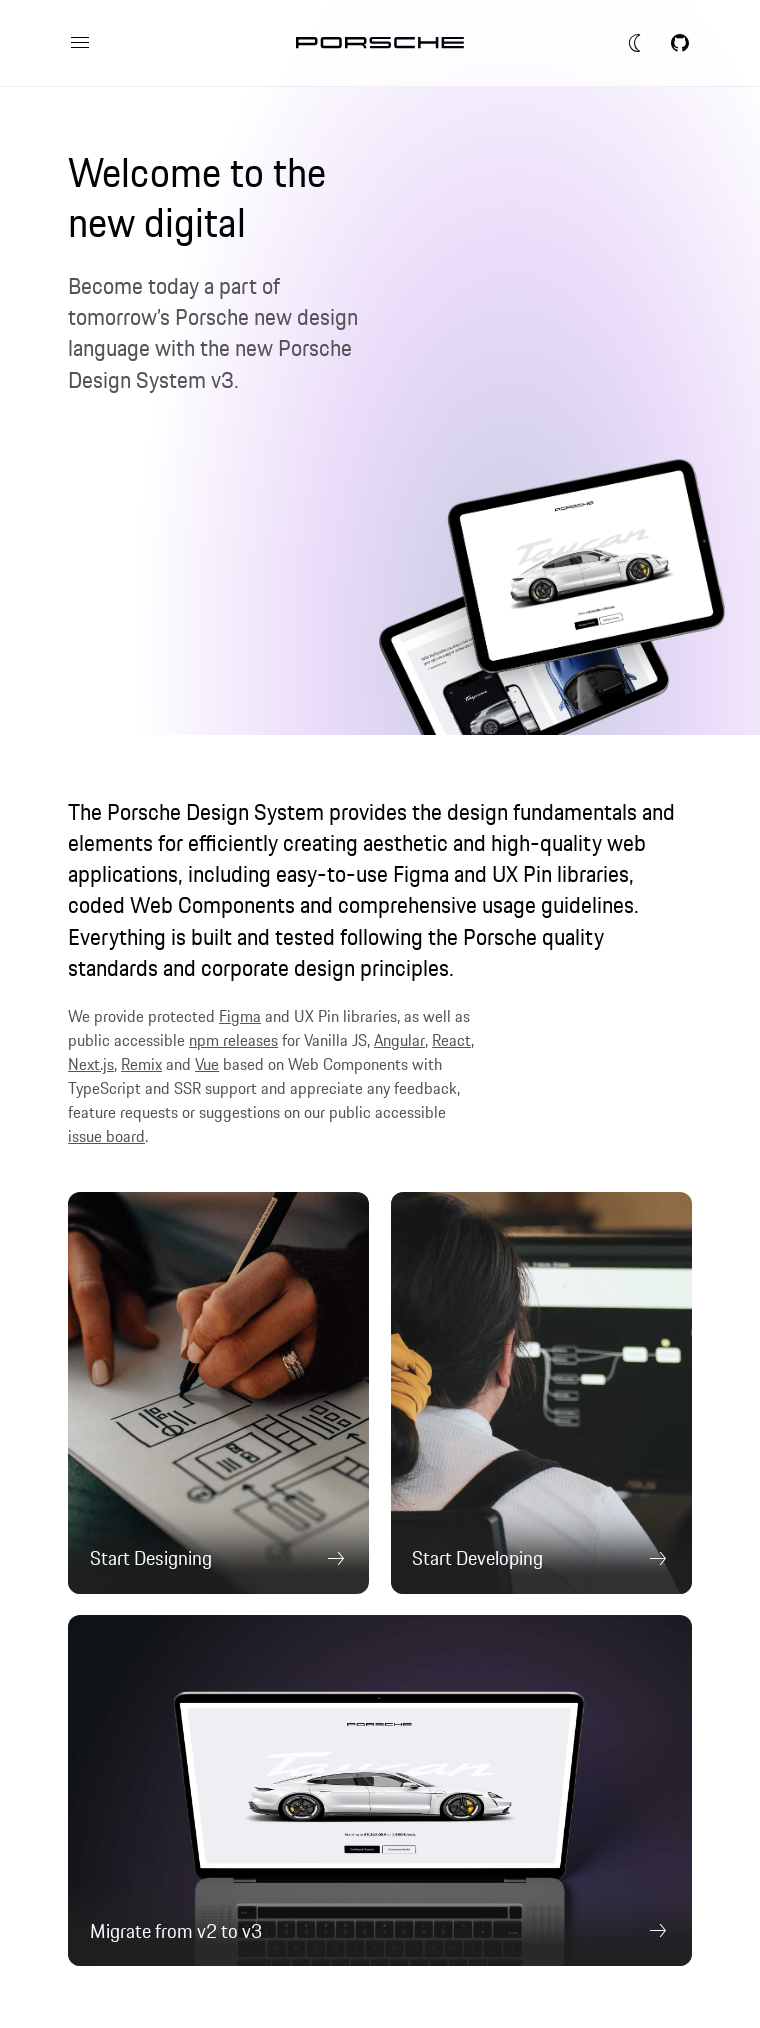 PORSCHE
Welcome to the
new digital
Become today a part of
tomorrow's Porsche new design
language with the new Porsche
Design System v3.
PORSCHE
Taycan
The Porsche Design System provides the design fundamentals and
elements for efficiently creating aesthetic and high-quality web
applications, including easy-to-use Figma and UX Pin libraries,
coded Web Components and comprehensive usage guidelines.
Everything is built and tested following the Porsche quality
standards and corporate design principles.
We provide protected Figma and UX Pin libraries, as well as
public accessible npm releases for Vanilla JS, Angular, React,
Next.js, Remix and Vue based on Web Components with
TypeScript and SSR support and appreciate any feedback,
feature requests or suggestions on our public accessible
issue board.
Start Designing
Start Developing
PORSCHE
Taycan
Migrate from v2 to v3